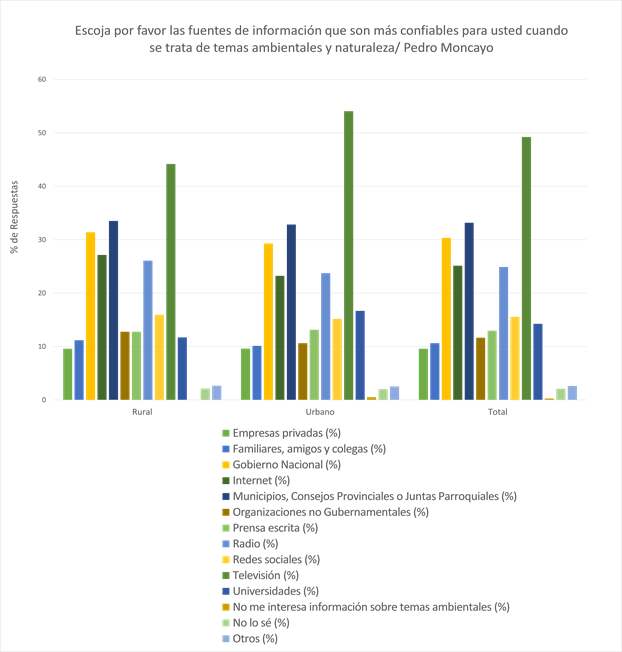 Escoja por favor las fuentes de información que son más confiables para usted cuando
se trata de temas ambientales y naturaleza/ Pedro Moncayo
60
50
40
30
20
10
0
% de Respuestas
Rural
Urbano
Total
Empresas privadas (%)
Familiares, amigos y colegas (%)
Gobierno Nacional (%)
Internet (%)
Municipios, Consejos Provinciales o Juntas Parroquiales (%)
Organizaciones no Gubernamentales (%)
Prensa escrita (%)
Radio (%)
Redes sociales (%)
Televisión (%)
Universidades (%)
No me interesa información sobre temas ambientales (%)
No lo sé (%)
Otros (%)